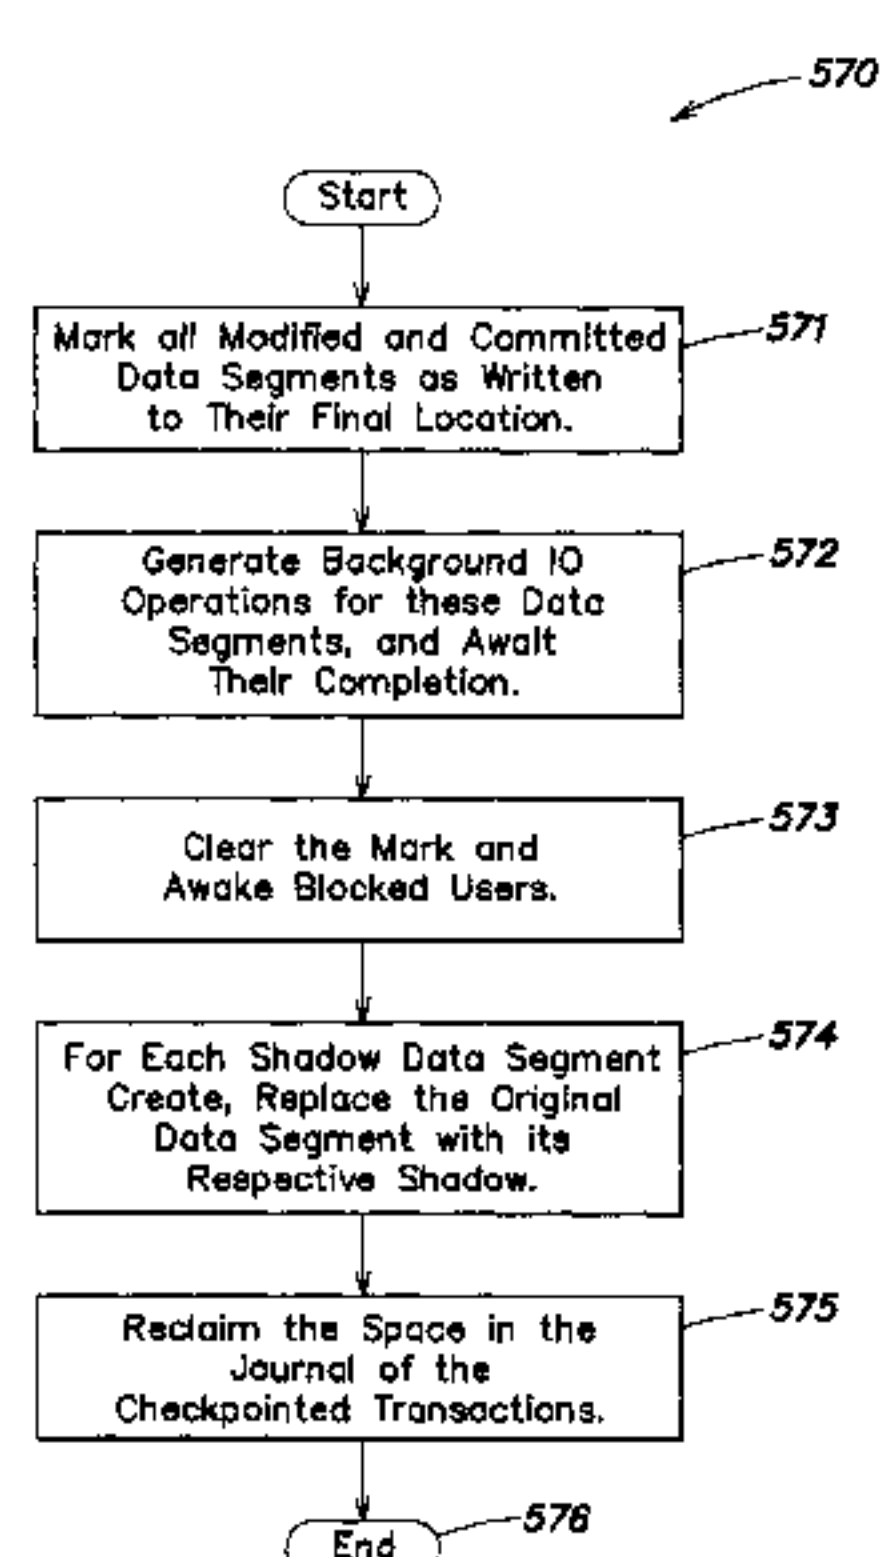 570
Start
571
Mark all Modified and Committed
Data Segments as Written
to Their Final Location.
572
Generate Background IO
Operations for these Data
Segments, and Await
Their Completion.
573
Clear the Mark and
Awake Blocked Users.
574
For Each Shadow Data Segment
Create, Replace the Original
Data Segment with its
Respective Shadow.
575
Reclaim the Space in the
Journal of the
Checkpointed Transactions.
576
End